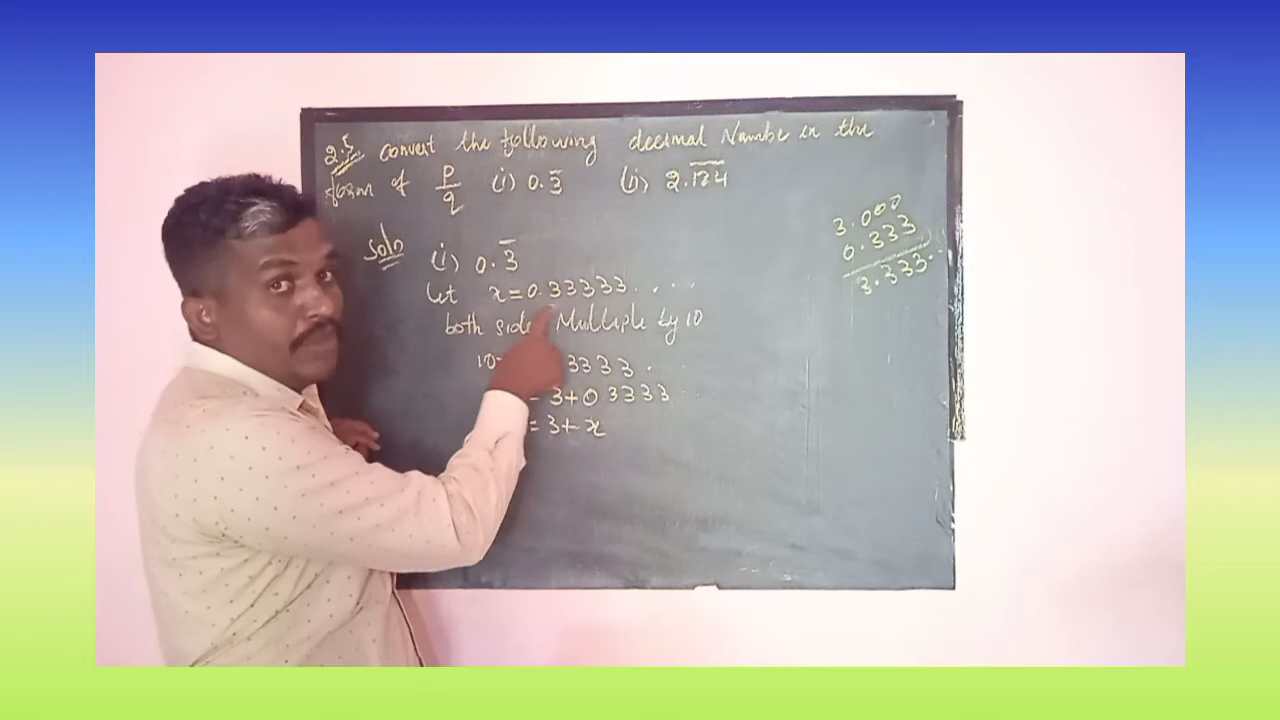 2.5 convert the following decimal Number in the
form of p/q (i) 0.3̅ (ii) 2.1̅2̅4̅
Soln (i) 0.3̅
Let x=0.33333.....
both side Multiple by 10
10 3333..
= 3+0 3333..
= 3+x
3.000
0.333
3.333...